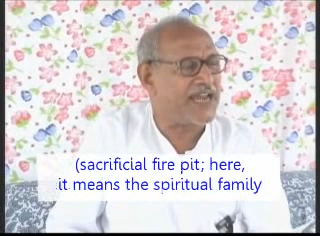 (sacrificial fire pit; here,
it means the spiritual family